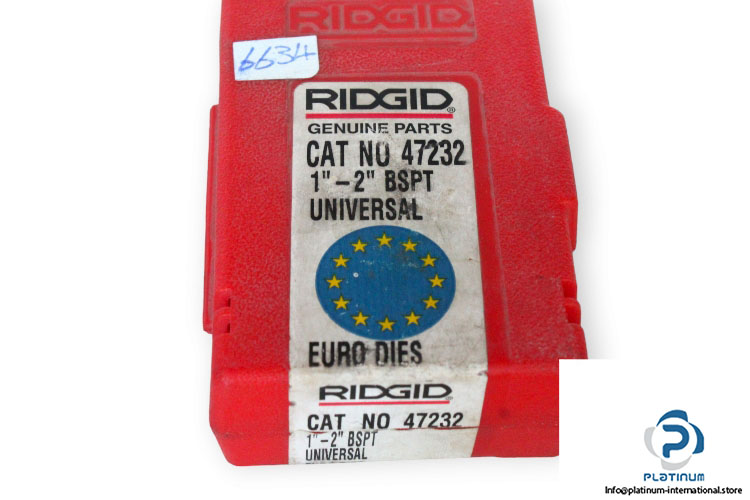 RIDGID
6634
RIDGID®
GENUINE PARTS
CAT NO 47232
1"-2" BSPT
UNIVERSAL
EURO DIES
RIDGID®
CAT NO 47232
1"-2" BSPT
UNIVERSAL
PLATINUM
Info@platinum-international.store